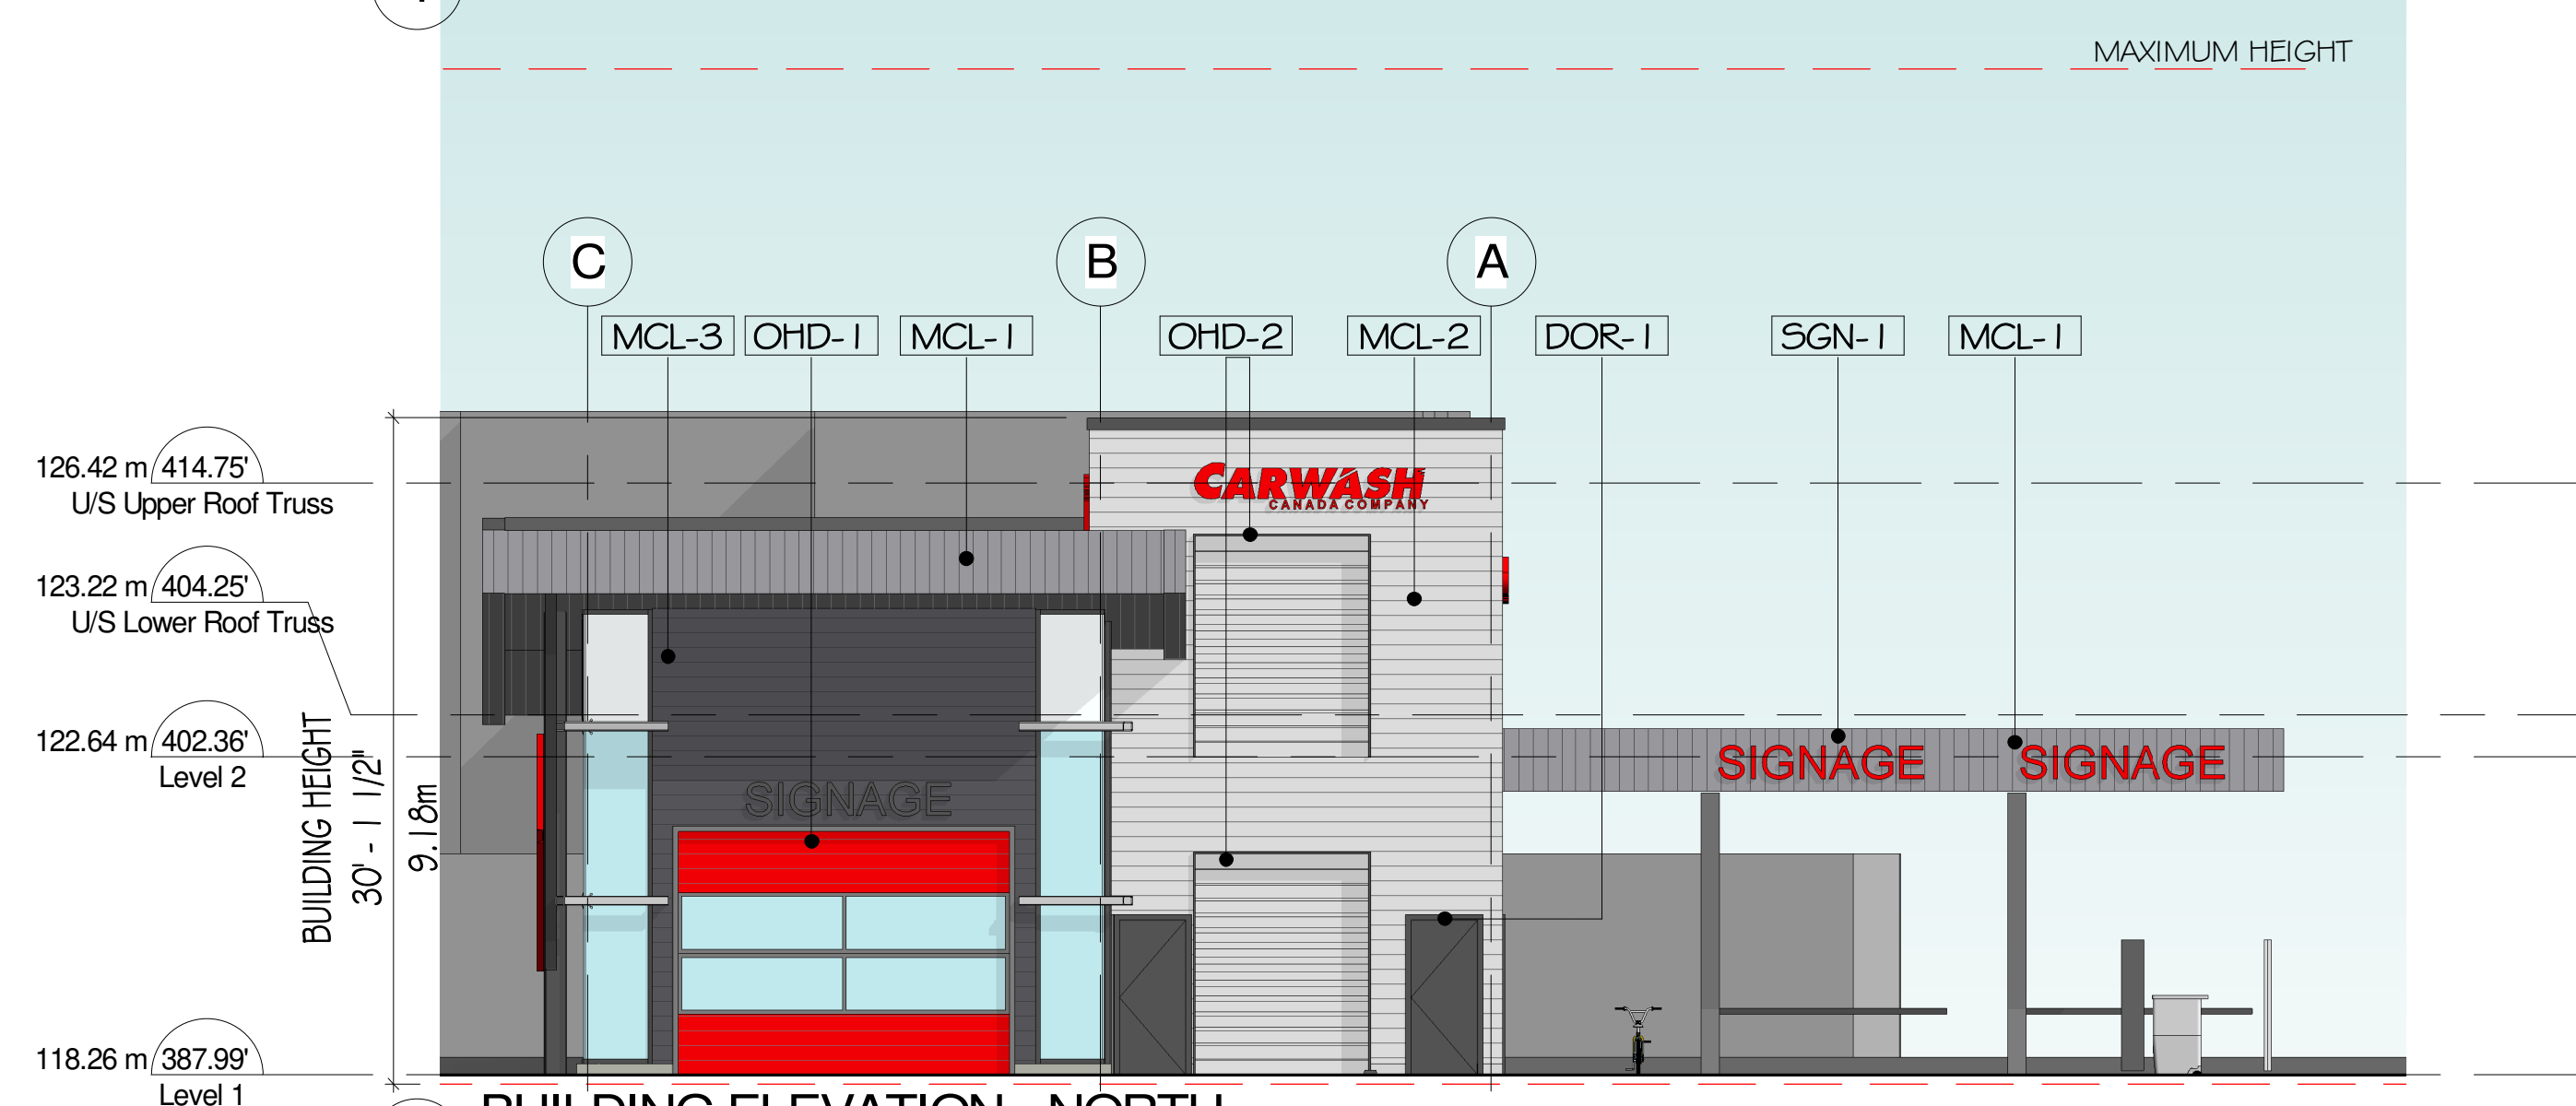 MAXIMUM HEIGHT
C
B
A
MCL-3
OHD-1
MCL-1
OHD-2
MCL-2
DOR-1
SGN-1
MCL-1
126.42 m 414.75'
U/S Upper Roof Truss
CARWASH
CANADA COMPANY
123.22 m 404.25'
U/S Lower Roof Truss
122.64 m 402.36'
Level 2
BUILDING HEIGHT
30' - 1 1/2"
9.18m
SIGNAGE
SIGNAGE
SIGNAGE
118.26 m 387.99'
Level 1
BUILDING ELEVATION - NORTH